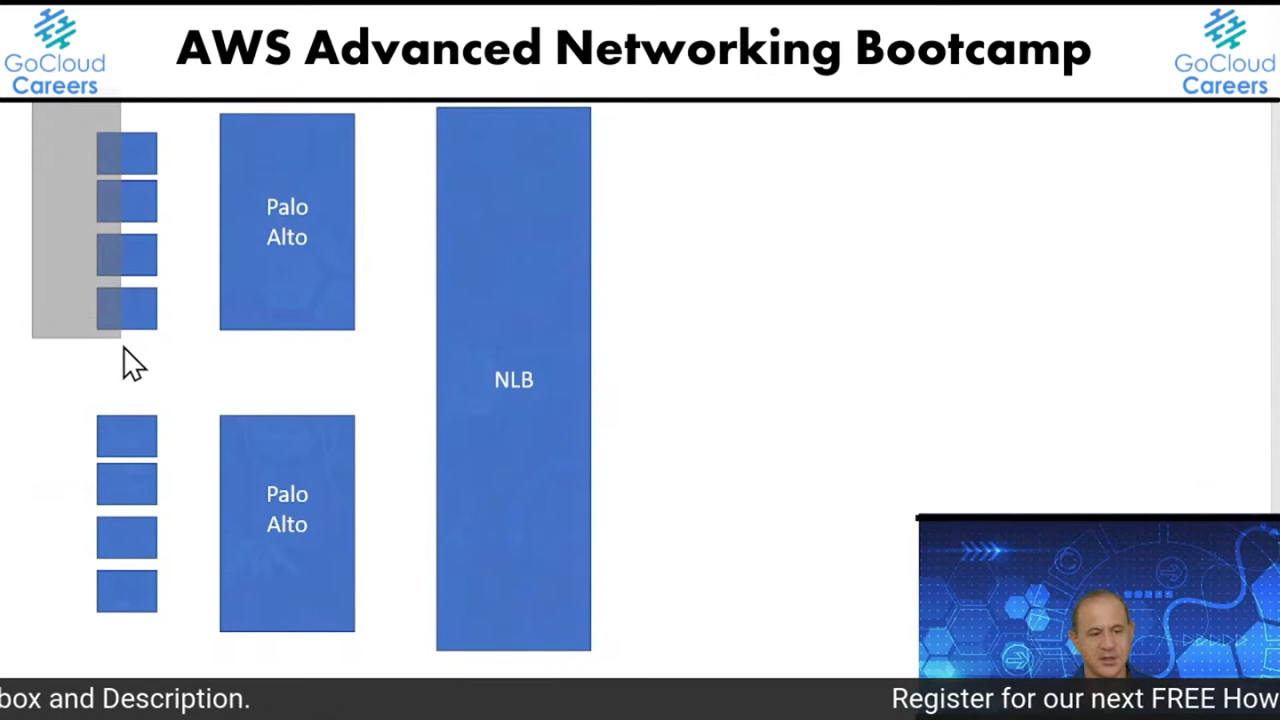 AWS Advanced Networking Bootcamp
GoCloud
Careers
GoCloud
Careers
Palo
Alto
NLB
Palo
Alto
box and Description.
Register for our next FREE How